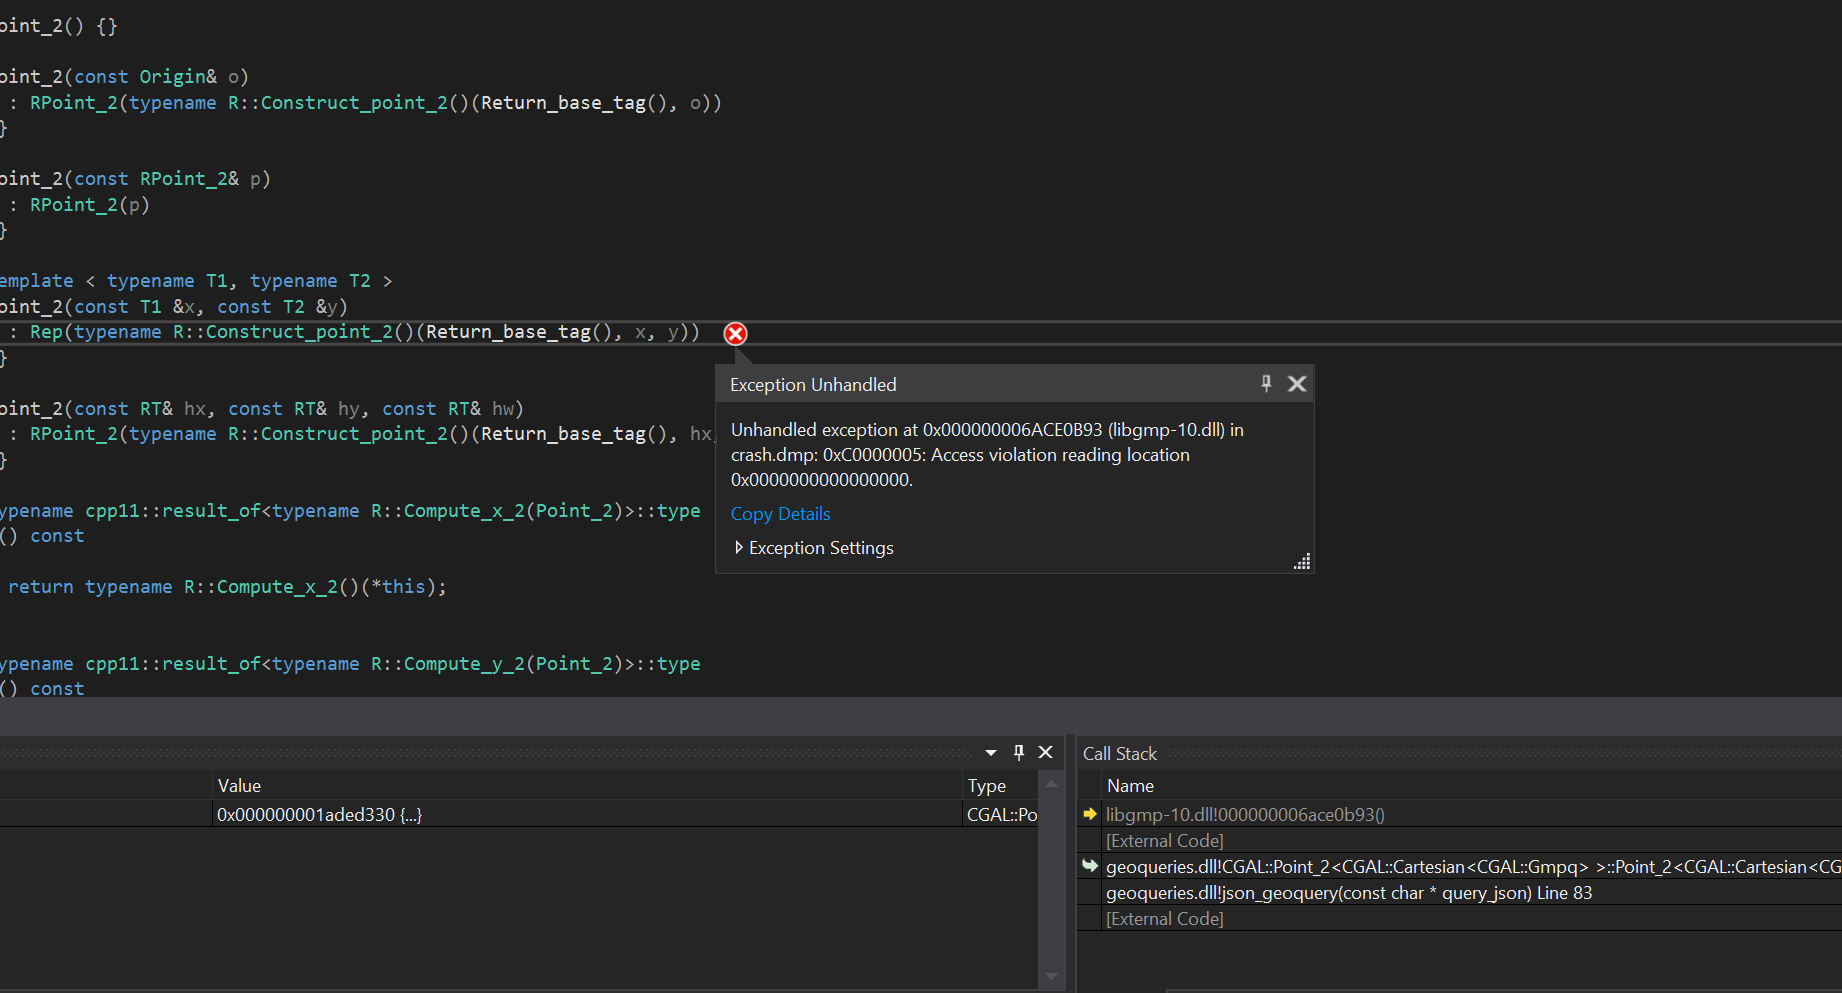 oint_2() {}
oint_2(const Origin& o)
: RPoint_2(typename R::Construct_point_2()(Return_base_tag(), o))
}
oint_2(const RPoint_2& p)
: RPoint_2(p)
}
emplate < typename T1, typename T2 >
oint_2(const T1 &x, const T2 &y)
: Rep(typename R::Construct_point_2()(Return_base_tag(), x, y))
}
oint_2(const RT& hx, const RT& hy, const RT& hw)
: RPoint_2(typename R::Construct_point_2()(Return_base_tag(), hx,
}
ypename cpp11::result_of<typename R::Compute_x_2(Point_2)>::type
() const
return typename R::Compute_x_2()(*this);
ypename cpp11::result_of<typename R::Compute_y_2(Point_2)>::type
() const
Exception Unhandled
Unhandled exception at 0x000000006ACE0B93 (libgmp-10.dll) in
crash.dmp: 0xC0000005: Access violation reading location
0x0000000000000000.
Copy Details
Exception Settings
Value Type
0x000000001aded330 {...} CGAL::Po
Call Stack
Name
libgmp-10.dll!000000006ace0b93()
[External Code]
geoqueries.dll!CGAL::Point_2<CGAL::Cartesian<CGAL::Gmpq> >::Point_2<CGAL::Cartesian<CG
geoqueries.dll!json_geoquery(const char * query_json) Line 83
[External Code]